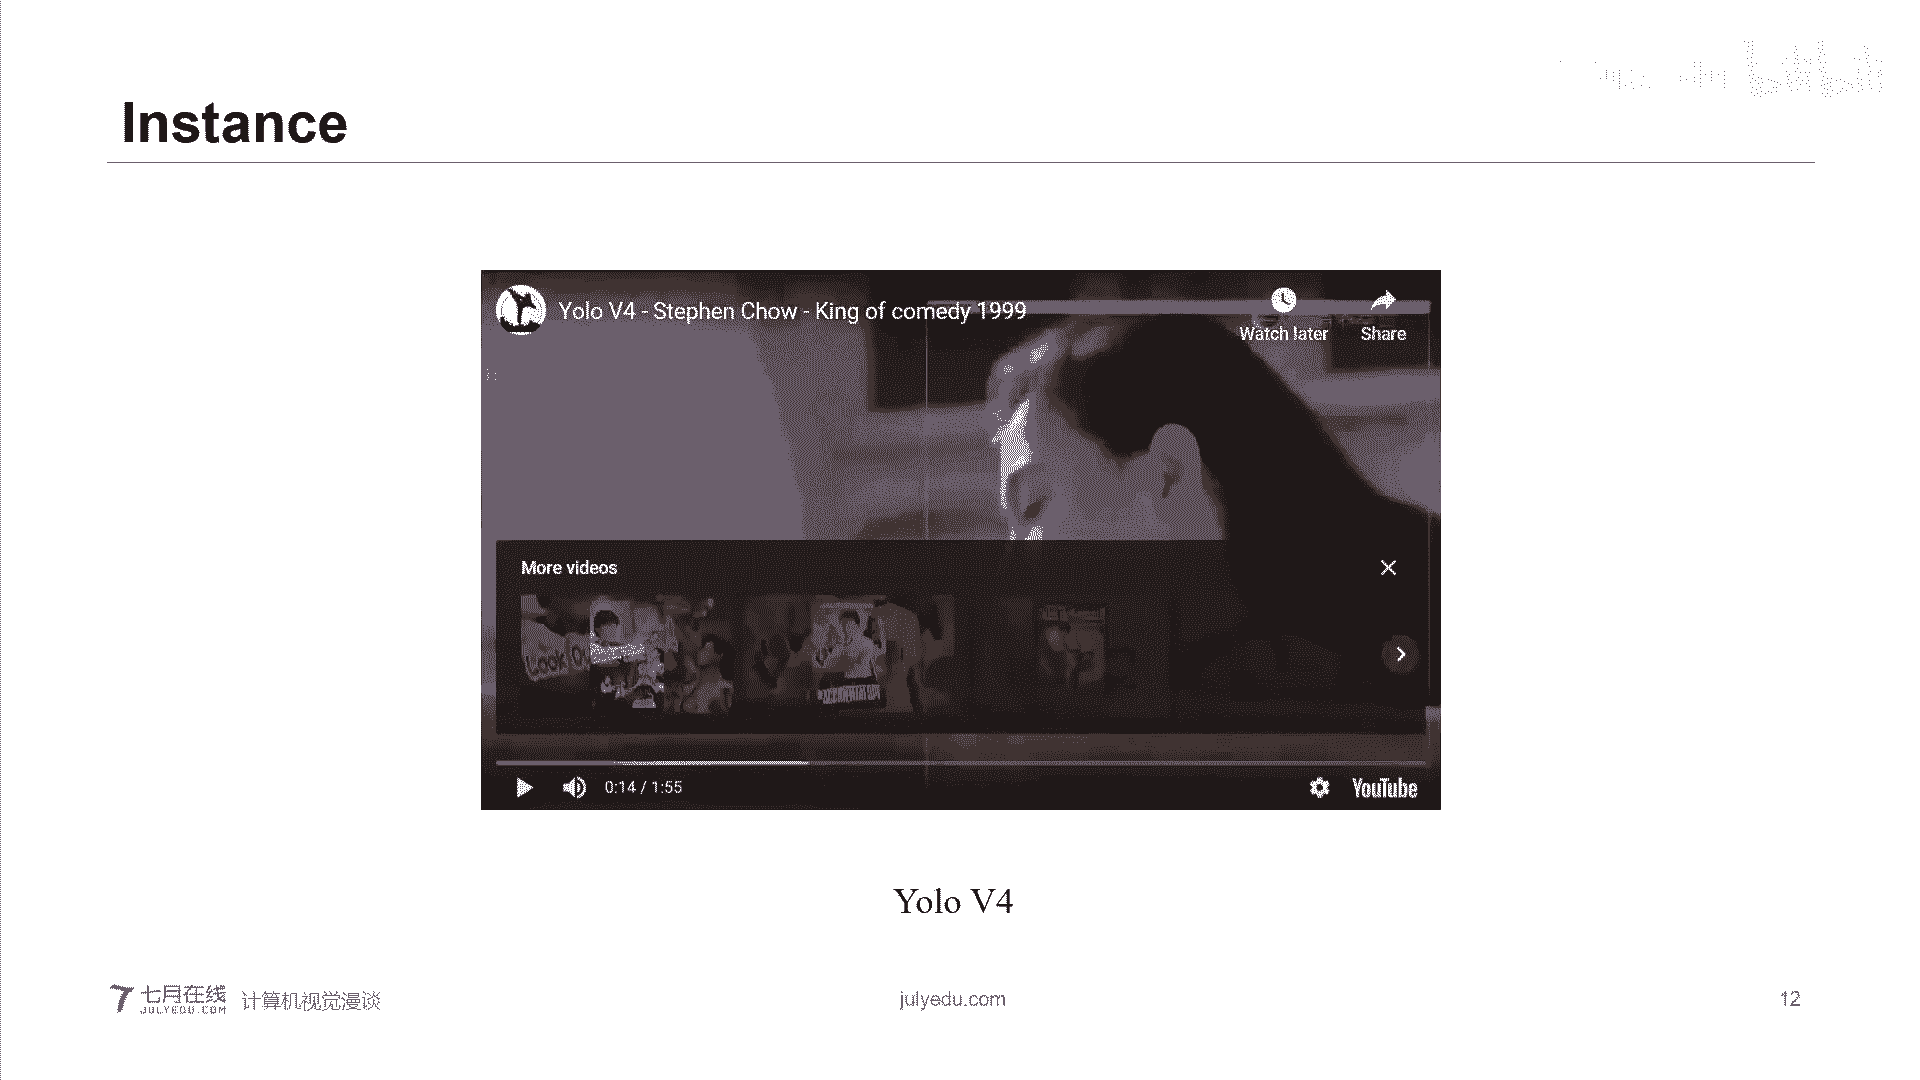 Instance
Yolo V4 - Stephen Chow - King of comedy 1999
Watch later
Share
More videos
Look
0:14 / 1:55
YouTube
Yolo V4
七月在线
JULYEDU.COM
计算机视觉漫谈
julyedu.com
12